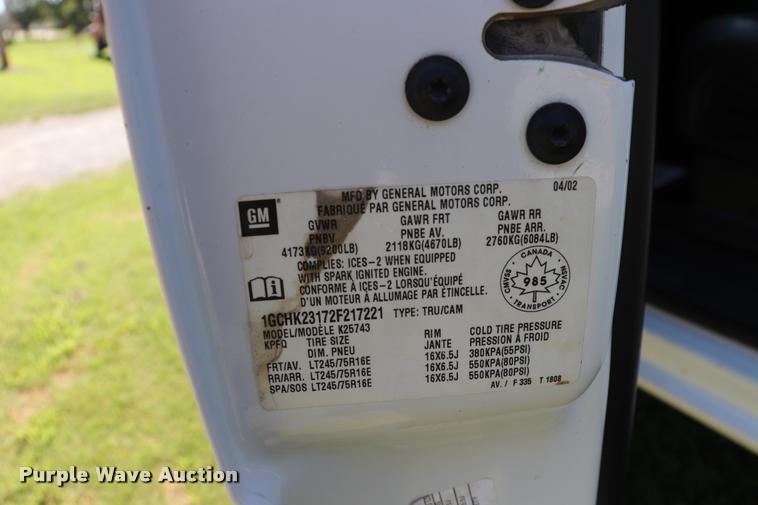 GM
MFD BY GENERAL MOTORS CORP. 04/02
FABRIQUÉ PAR GENERAL MOTORS CORP.
GVWR GAWR FRT GAWR RR
PNBV PNBE AV. PNBE ARR.
4173KG(9200LB) 2118KG(4670LB) 2760KG(6084LB)
COMPLIES: ICES-2 WHEN EQUIPPED
WITH SPARK IGNITED ENGINE.
CONFORME À ICES-2 LORSQU'ÉQUIPÉ
D'UN MOTEUR À ALLUMAGE PAR ÉTINCELLE.
CANADA
985
TRANSPORT
1GCHK23172F217221 TYPE: TRU/CAM
MODEL/MODÈLE K25743
KPFQ TIRE SIZE RIM COLD TIRE PRESSURE
DIM. PNEU JANTE PRESSION À FROID
FRT/AV. LT245/75R16E 16X6.5J 380KPA(55PSI)
RR/ARR. LT245/75R16E 16X6.5J 550KPA(80PSI)
SPA/SOS LT245/75R16E 16X6.5J 550KPA(80PSI)
AV. / F 335 T 1808
Purple Wave Auction